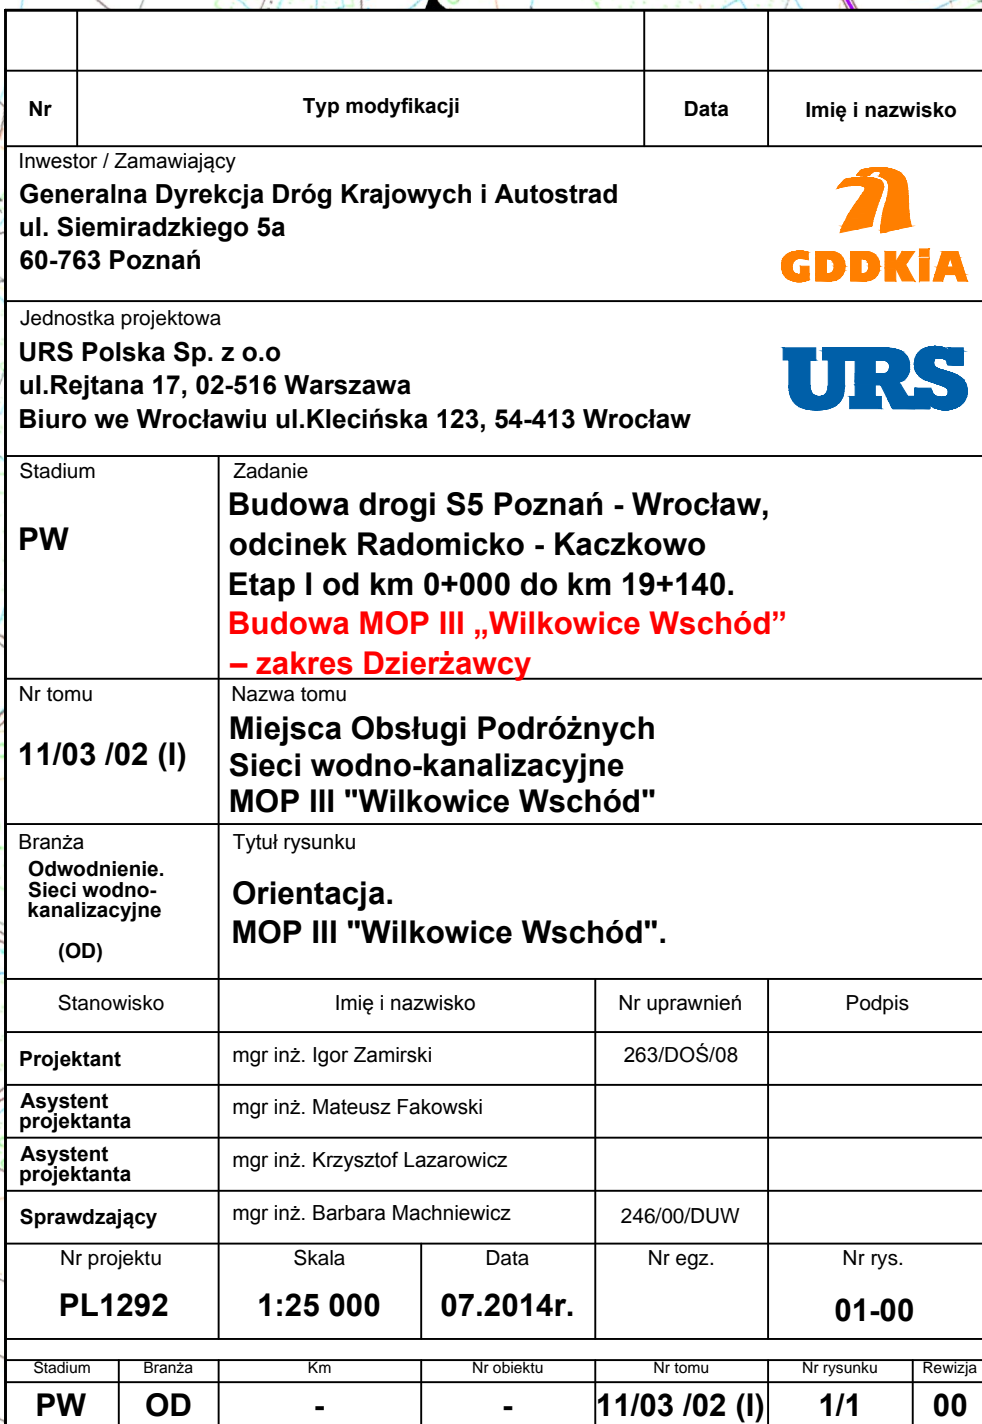 Nr Typ modyfikacji Data Imię i nazwisko
Inwestor / Zamawiający
Generalna Dyrekcja Dróg Krajowych i Autostrad
ul. Siemiradzkiego 5a
60-763 Poznań
GDDKiA
Jednostka projektowa
URS Polska Sp. z o.o
ul.Rejtana 17, 02-516 Warszawa
Biuro we Wrocławiu ul.Klecińska 123, 54-413 Wrocław
URS
Stadium
PW
Zadanie
Budowa drogi S5 Poznań - Wrocław,
odcinek Radomicko - Kaczkowo
Etap I od km 0+000 do km 19+140.
Budowa MOP III „Wilkowice Wschód”
– zakres Dzierżawcy
Nr tomu
11/03 /02 (I)
Nazwa tomu
Miejsca Obsługi Podróżnych
Sieci wodno-kanalizacyjne
MOP III "Wilkowice Wschód"
Branża
Odwodnienie.
Sieci wodno-
kanalizacyjne
(OD)
Tytuł rysunku
Orientacja.
MOP III "Wilkowice Wschód".
Stanowisko Imię i nazwisko Nr uprawnień Podpis
Projektant mgr inż. Igor Zamirski 263/DOŚ/08
Asystent
projektanta
mgr inż. Mateusz Fakowski
Asystent
projektanta
mgr inż. Krzysztof Lazarowicz
Sprawdzający mgr inż. Barbara Machniewicz 246/00/DUW
Nr projektu Skala Data Nr egz. Nr rys.
PL1292 1:25 000 07.2014r. 01-00
Stadium Branża Km Nr obiektu Nr tomu Nr rysunku Rewizja
PW OD - - 11/03 /02 (I) 1/1 00